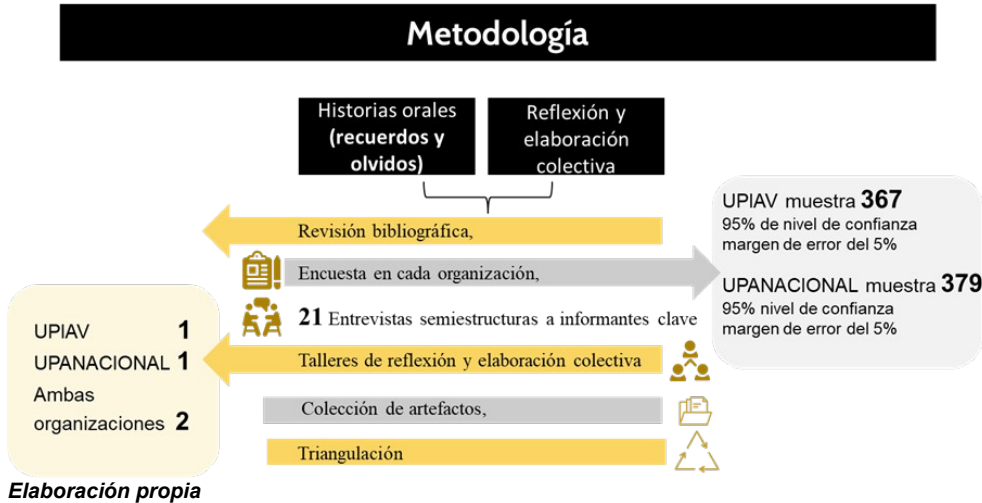 Metodología
Historias orales
(recuerdos y
olvidos)
Reflexión y
elaboración
colectiva
Revisión bibliográfica,
Encuesta en cada organización,
21 Entrevistas semiestructuras a informantes clave
Talleres de reflexión y elaboración colectiva
Colección de artefactos,
Triangulación
UPIAV muestra 367
95% de nivel de confianza
margen de error del 5%
UPANACIONAL muestra 379
95% nivel de confianza
margen de error del 5%
UPIAV 1
UPANACIONAL 1
Ambas
organizaciones 2
Elaboración propia